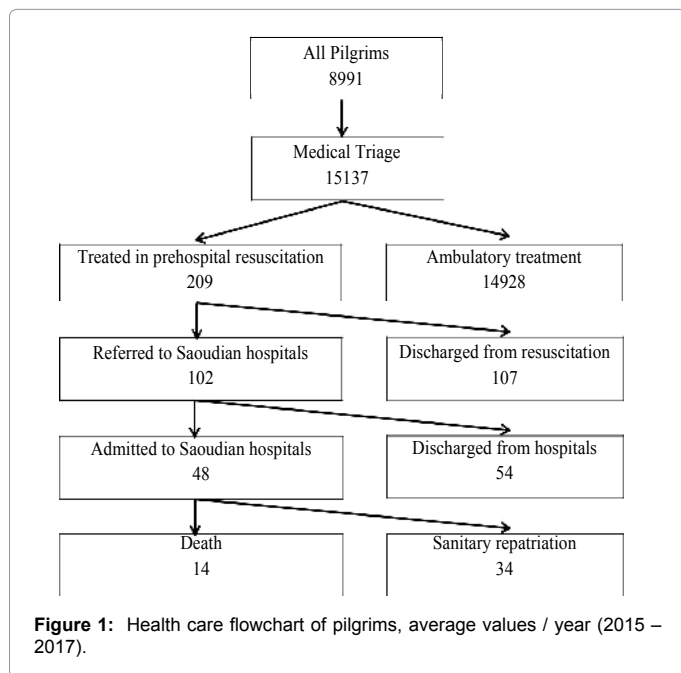 All Pilgrims
8991
Medical Triage
15137
Treated in prehospital resuscitation
209
Ambulatory treatment
14928
Referred to Saoudian hospitals
102
Discharged from resuscitation
107
Admitted to Saoudian hospitals
48
Discharged from hospitals
54
Death
14
Sanitary repatriation
34
Figure 1: Health care flowchart of pilgrims, average values / year (2015 –
2017).